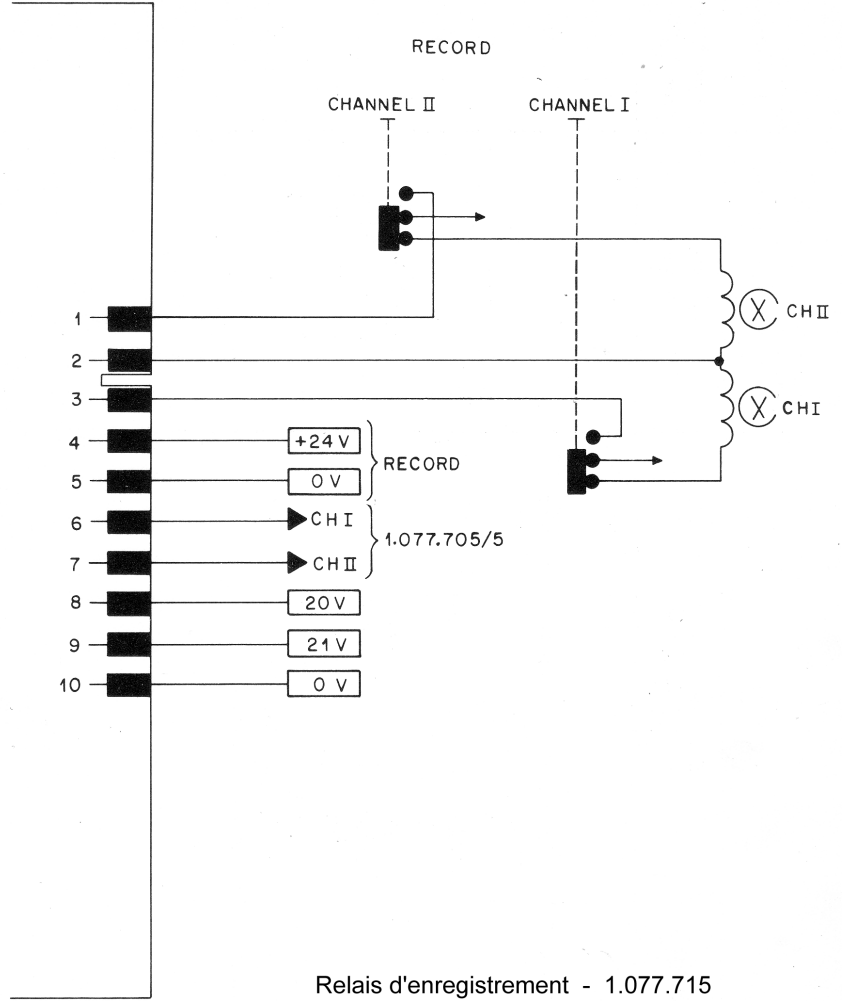 RECORD
CHANNEL II CHANNEL I
1
CH II
2
3
CH I
4 +24 V
RECORD
5 0 V
6 CH I
1.077.705/5
7 CH II
8 20 V
9 21 V
10 0 V
Relais d'enregistrement - 1.077.715